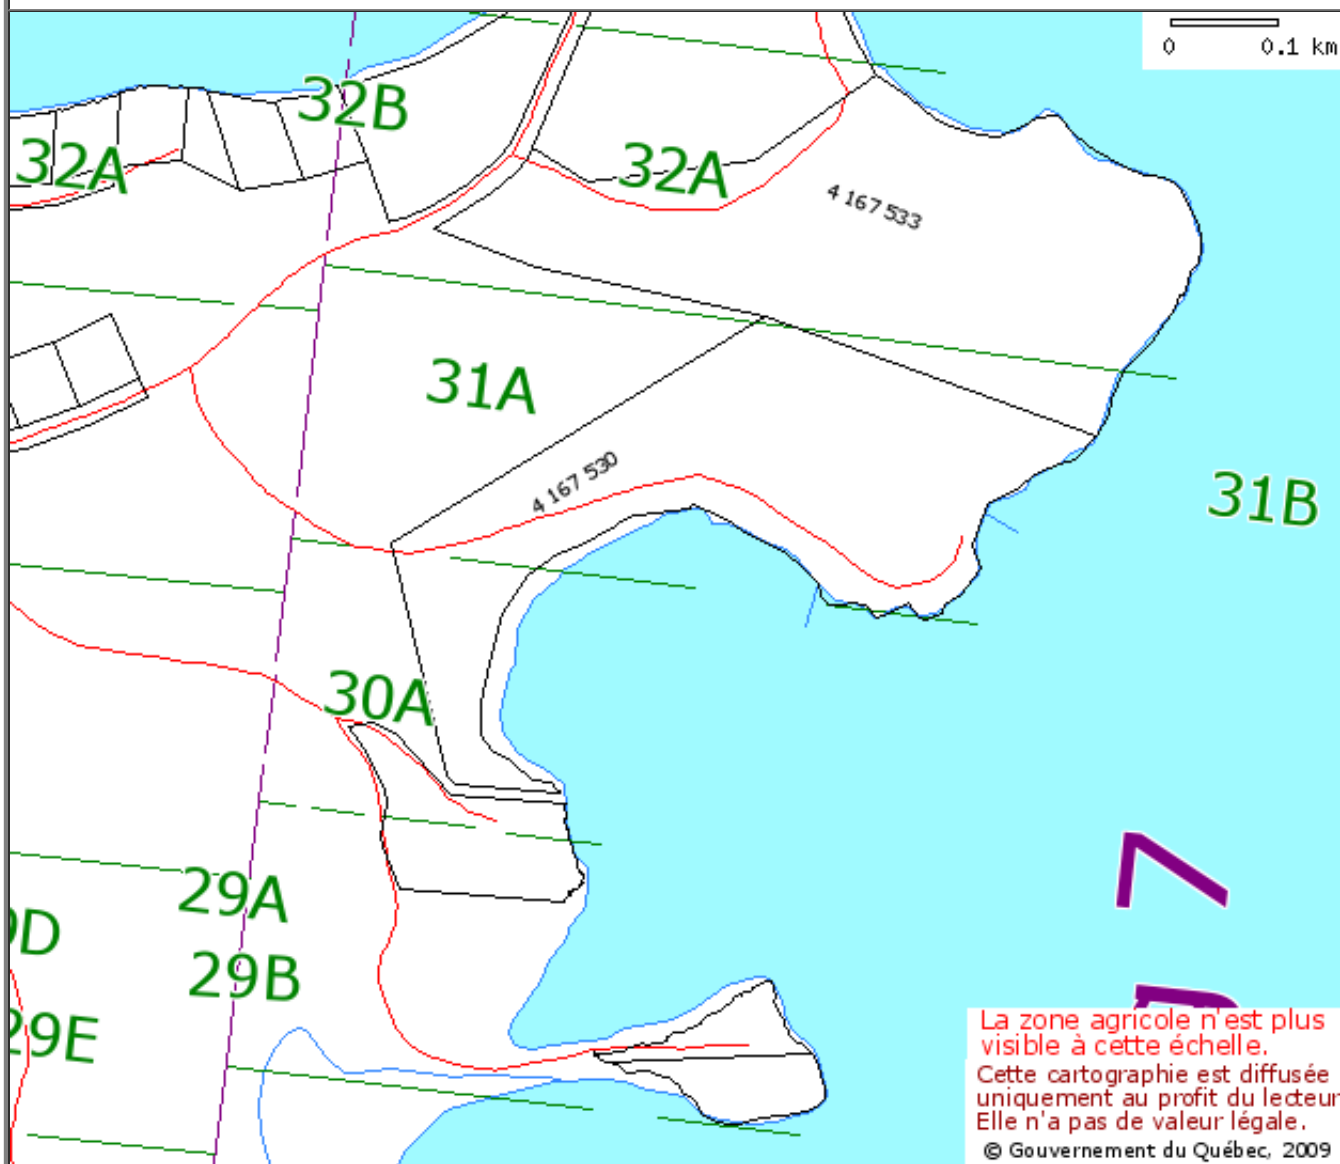 0 0.1 km
32B
32A
32A
4 167 533
31A
4 167 530
31B
30A
7
29A
9D
29B
29E
La zone agricole n'est plus
visible à cette échelle.
Cette cartographie est diffusée
uniquement au profit du lecteur
Elle n'a pas de valeur légale.
© Gouvernement du Québec, 2009